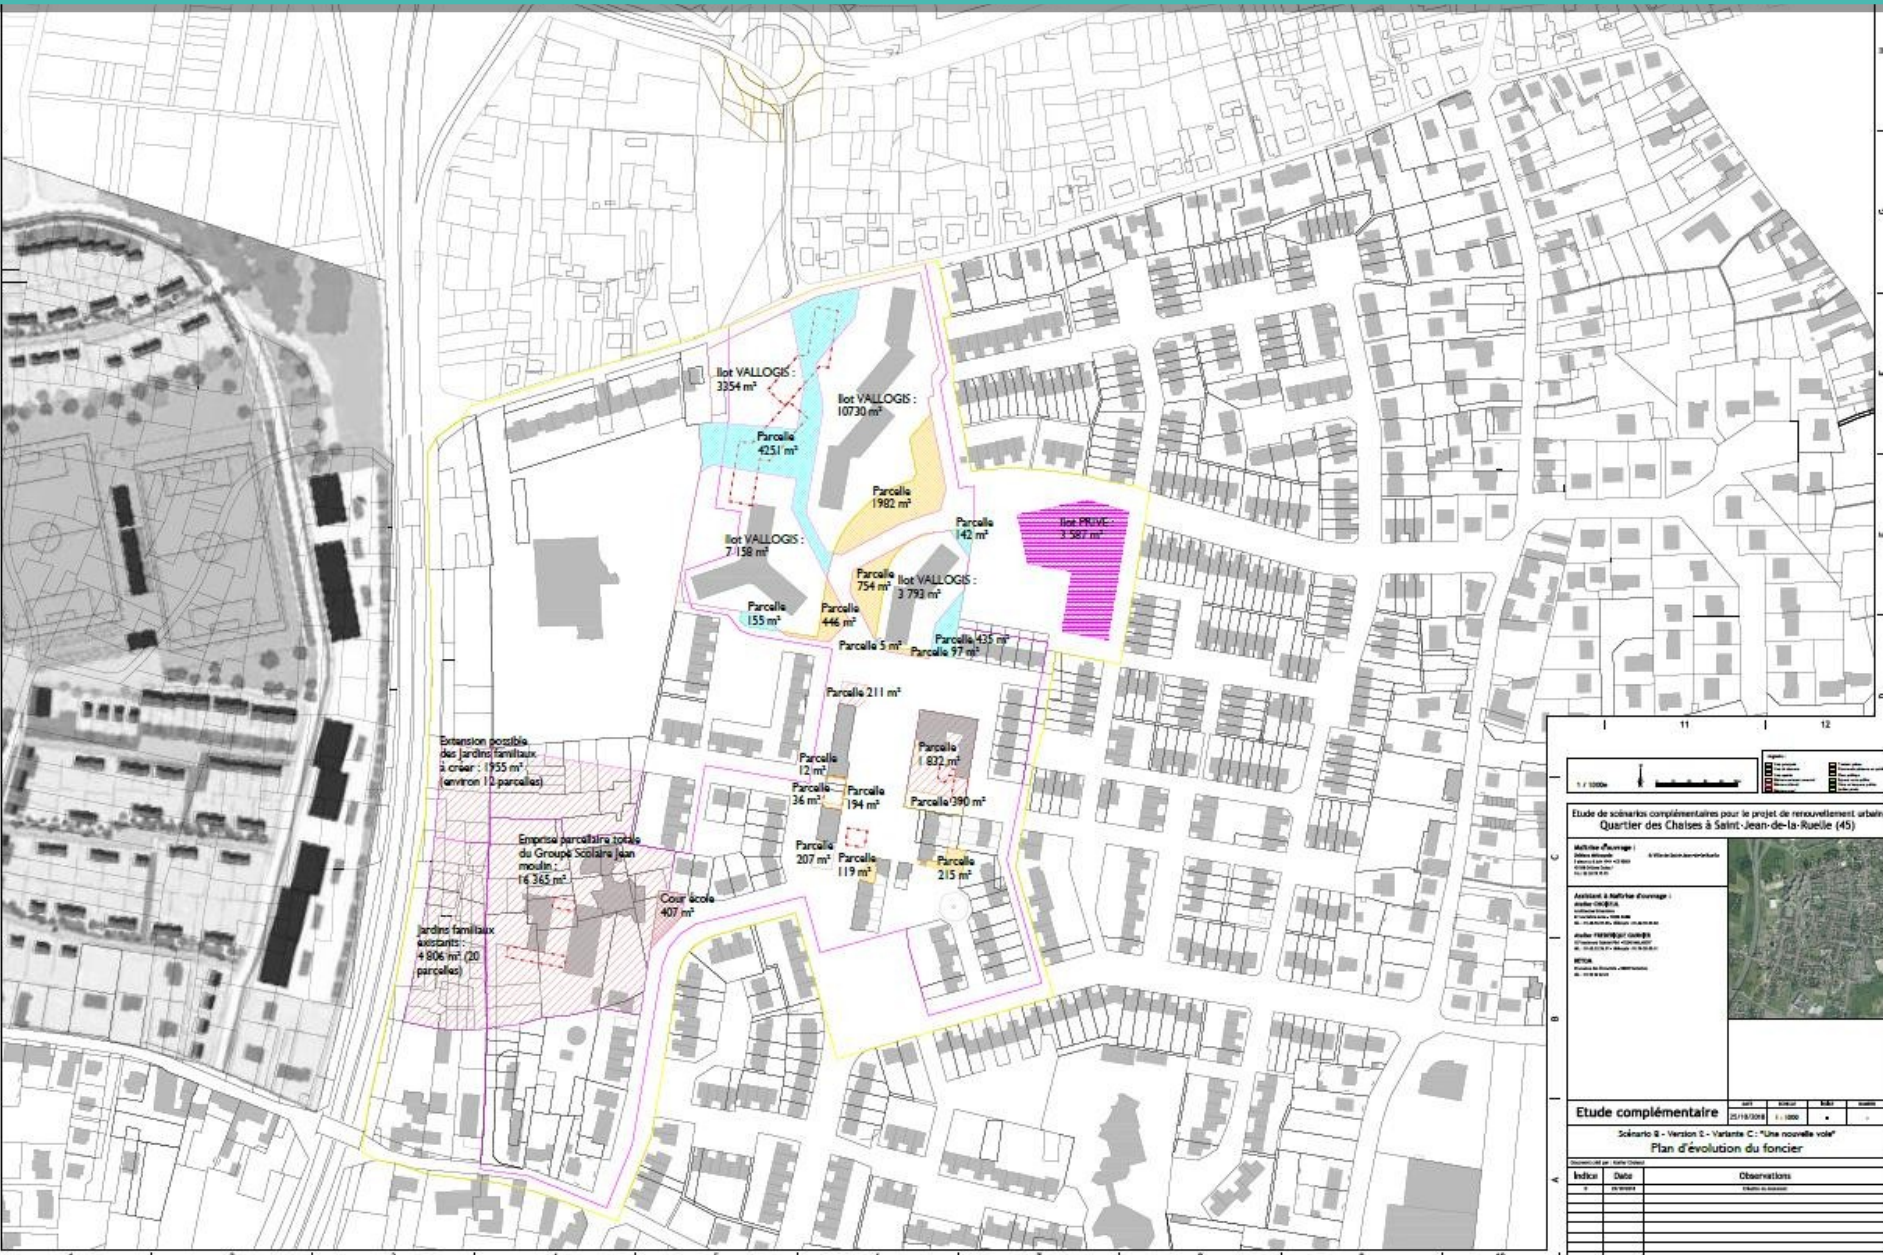 Ilot VALLOGIS :
3354 m²
Ilot VALLOGIS :
10730 m²
Parcelle
4251 m²
Parcelle
1982 m²
Parcelle
142 m²
Ilot PRIVE :
3 587 m²
Ilot VALLOGIS :
7 158 m²
Parcelle
754 m²
Ilot VALLOGIS :
3 793 m²
Parcelle
155 m²
Parcelle
446 m²
Parcelle 5 m²
Parcelle 435 m²
Parcelle 97 m²
Parcelle 211 m²
Extension possible
des jardins familiaux
à créer : 1955 m²
(environ 12 parcelles)
Parcelle
12 m²
Parcelle
1 832 m²
Parcelle
36 m²
Parcelle
194 m²
Parcelle 390 m²
Emprise parcellaire totale
du Groupe Scolaire Jean
moulin :
16 365 m²
Parcelle
207 m²
Parcelle
119 m²
Parcelle
215 m²
Cour école
407 m²
Jardins familiaux
existants :
4 806 m² (20
parcelles)
11
12
1 / 1000e
Etude de scénarios complémentaires pour le projet de renouvellement urbain
Quartier des Chaises à Saint-Jean-de-la-Ruelle (45)
Maîtrise d'ouvrage :
Assistant à Maîtrise d'ouvrage :
Etude complémentaire
25/10/2018
1 : 1000
Scénario B - Version 2 - Variante C : "Une nouvelle voie"
Plan d'évolution du foncier
Indice
Date
Observations
C
B
A